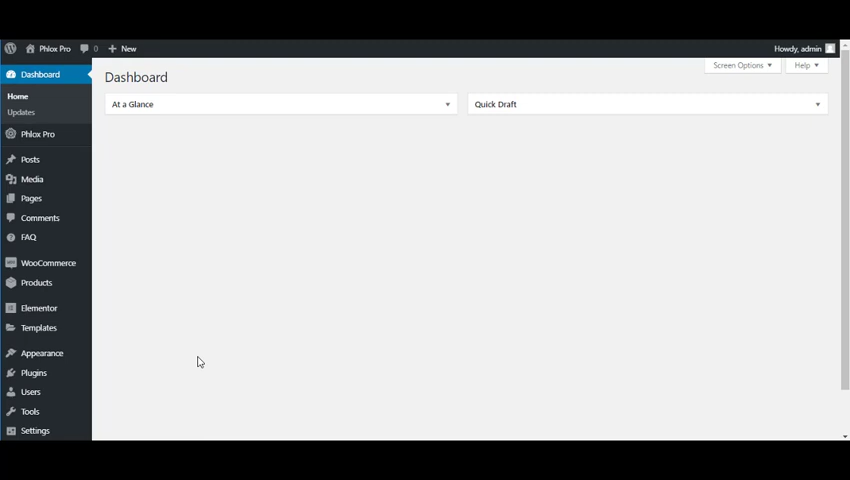 Phlox Pro 0 New Howdy, admin
Dashboard
Home
Updates
Phlox Pro
Posts
Media
Pages
Comments
FAQ
WooCommerce
Products
Elementor
Templates
Appearance
Plugins
Users
Tools
Settings
Screen Options Help
Dashboard
At a Glance Quick Draft